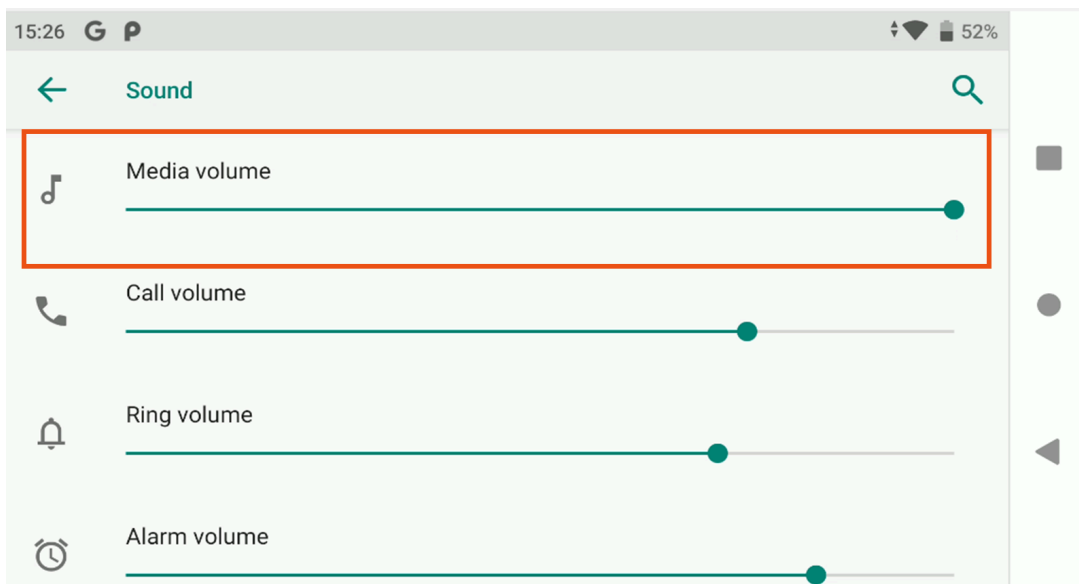 15:26 G P 52%
Sound
Media volume
Call volume
Ring volume
Alarm volume